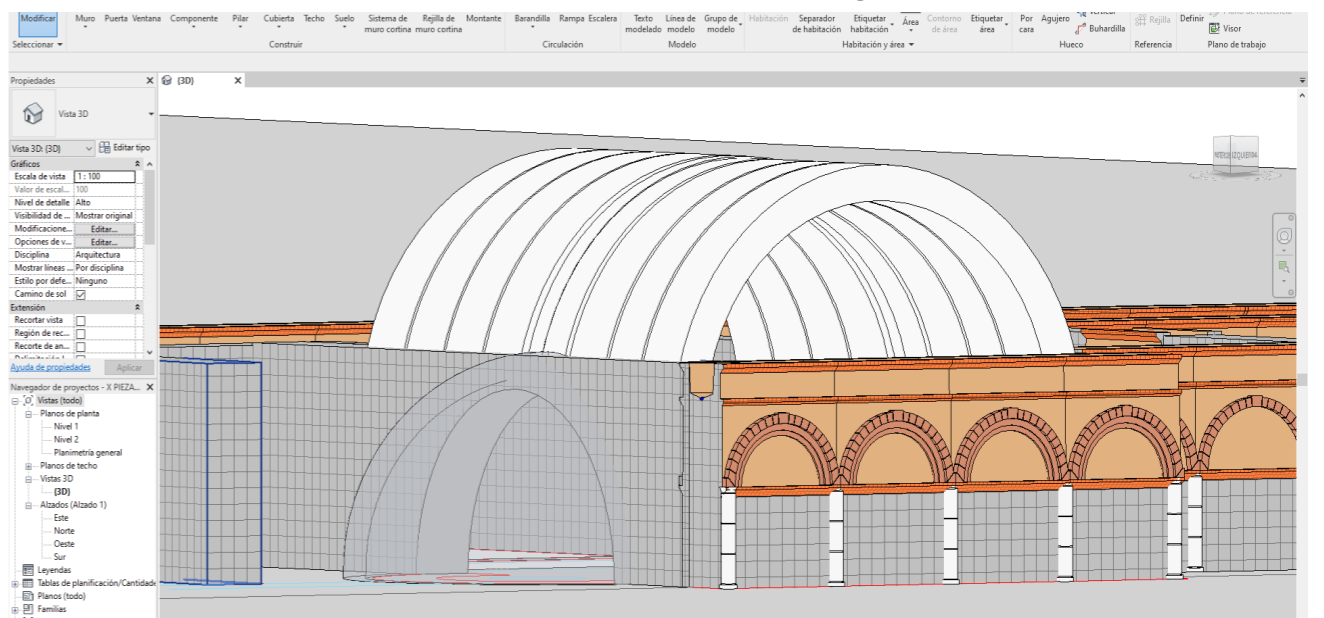 Modificar Muro Puerta Ventana Componente Pilar Cubierta Techo Suelo Sistema de muro cortina Rejilla de muro cortina Montante Barandilla Rampa Escalera Texto modelado Línea de modelo Grupo de modelo Habitación Separador de habitación Etiquetar habitación Área Contorno de área Etiquetar área Por cara Agujero Vertical Buhardilla Rejilla Definir Plano de referencia Visor
Seleccionar Construir Circulación Modelo Habitación y área Hueco Referencia Plano de trabajo
Propiedades X {3D} X
Vista 3D
Vista 3D: {3D} Editar tipo
Gráficos
Escala de vista 1 : 100
Valor de escal... 100
Nivel de detalle Alto
Visibilidad de ... Mostrar original
Modificacione... Editar...
Opciones de v... Editar...
Disciplina Arquitectura
Mostrar líneas ... Por disciplina
Estilo por defe... Ninguno
Camino de sol
Extensión
Recortar vista
Región de rec...
Recorte de an...
Ayuda de propiedades Aplicar
Navegador de proyectos - X PIEZA... X
Vistas (todo)
Planos de planta
Nivel 1
Nivel 2
Planimetría general
Planos de techo
Vistas 3D
{3D}
Alzados (Alzado 1)
Este
Norte
Oeste
Sur
Leyendas
Tablas de planificación/Cantidade
Planos (todo)
Familias
IZQUIERDA